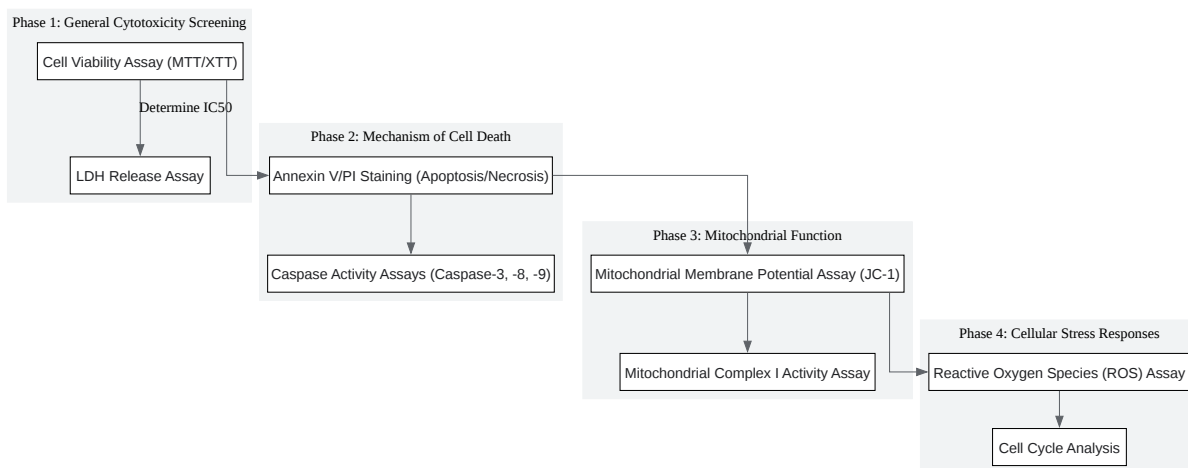 Phase 1: General Cytotoxicity Screening
Cell Viability Assay (MTT/XTT)
Determine IC50
LDH Release Assay
Phase 2: Mechanism of Cell Death
Annexin V/PI Staining (Apoptosis/Necrosis)
Caspase Activity Assays (Caspase-3, -8, -9)
Phase 3: Mitochondrial Function
Mitochondrial Membrane Potential Assay (JC-1)
Mitochondrial Complex I Activity Assay
Phase 4: Cellular Stress Responses
Reactive Oxygen Species (ROS) Assay
Cell Cycle Analysis